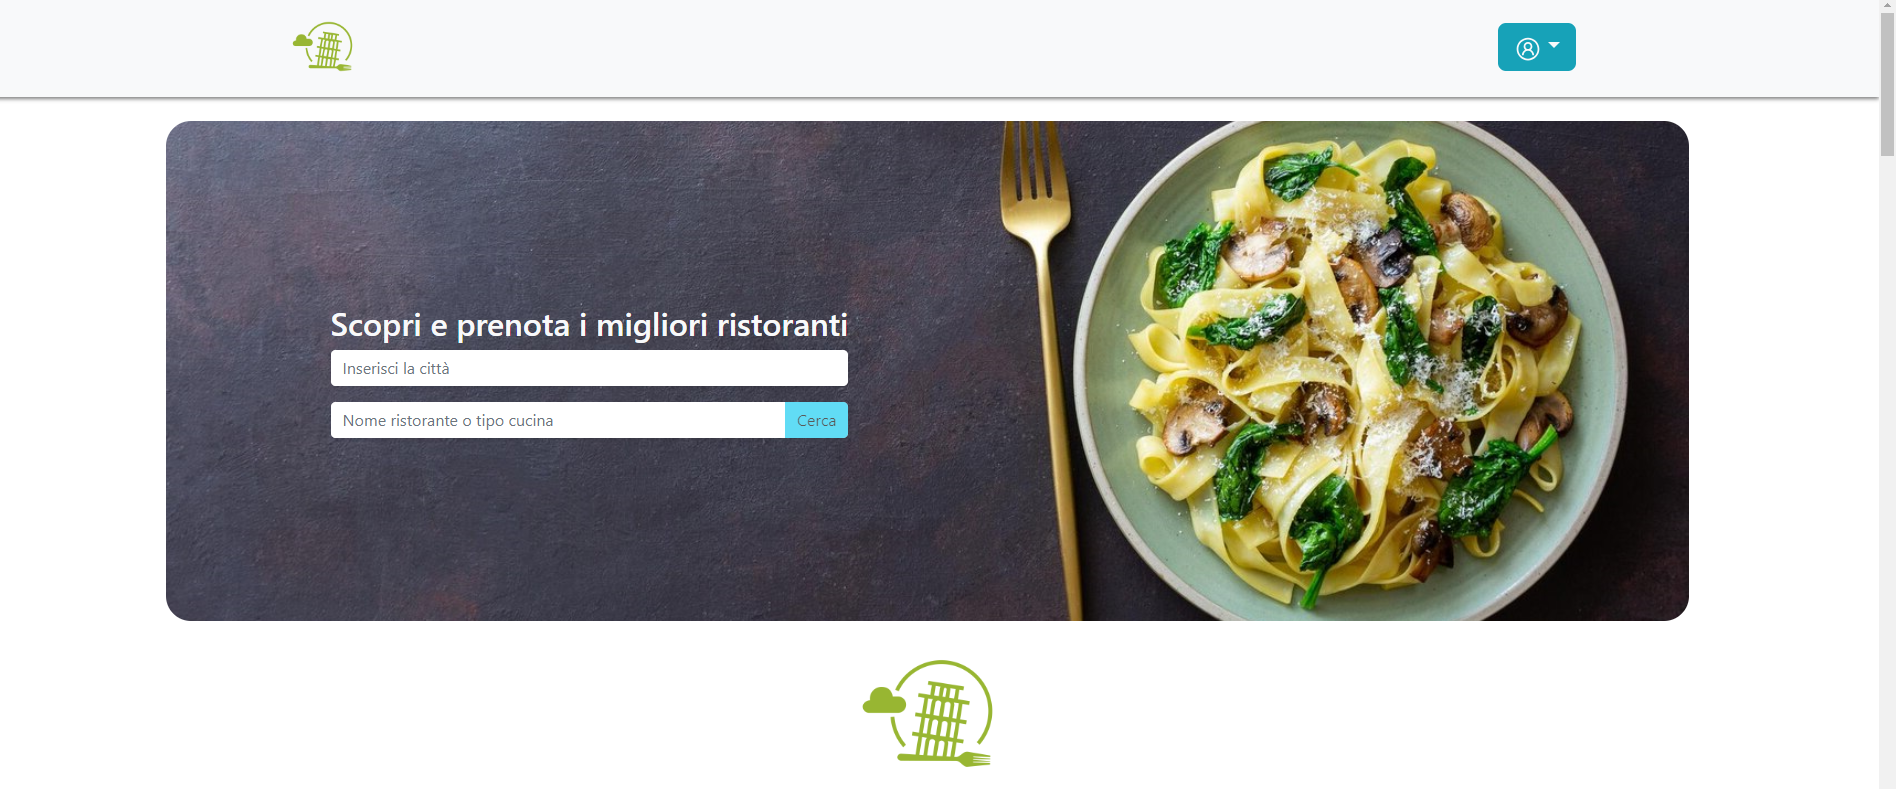 Scopri e prenota i migliori ristoranti
Inserisci la città
Nome ristorante o tipo cucina
Cerca